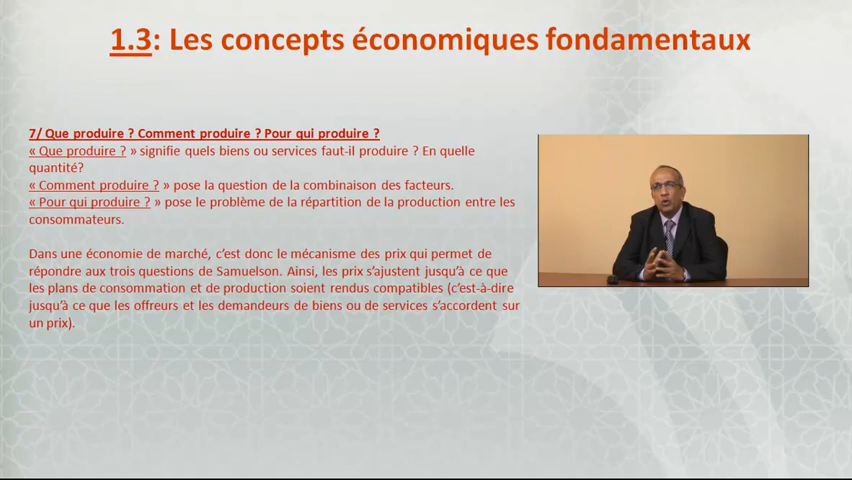 1.3: Les concepts économiques fondamentaux
7/ Que produire ? Comment produire ? Pour qui produire ?
« Que produire ? » signifie quels biens ou services faut-il produire ? En quelle
quantité?
« Comment produire ? » pose la question de la combinaison des facteurs.
« Pour qui produire ? » pose le problème de la répartition de la production entre les
consommateurs.
Dans une économie de marché, c’est donc le mécanisme des prix qui permet de
répondre aux trois questions de Samuelson. Ainsi, les prix s’ajustent jusqu’à ce que
les plans de consommation et de production soient rendus compatibles (c’est-à-dire
jusqu’à ce que les offreurs et les demandeurs de biens ou de services s’accordent sur
un prix).